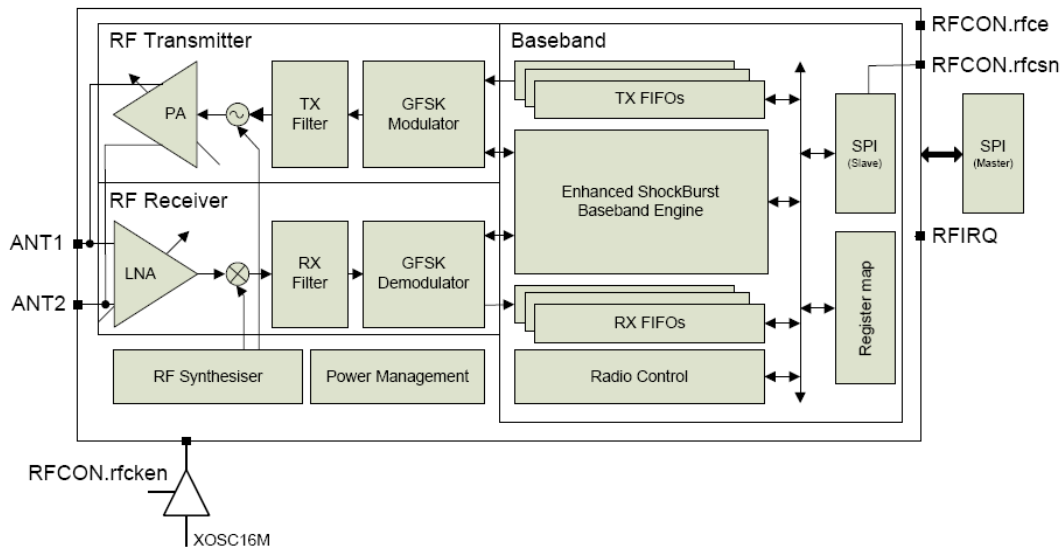 RF Transmitter
Baseband
RFCON.rfce
RFCON.rfcsn
PA
TX
Filter
GFSK
Modulator
TX FIFOs
SPI
(Slave)
SPI
(Master)
Enhanced ShockBurst
Baseband Engine
RF Receiver
ANT1
ANT2
LNA
RX
Filter
GFSK
Demodulator
RX FIFOs
RFIRQ
Register map
RF Synthesiser
Power Management
Radio Control
RFCON.rfcken
XOSC16M